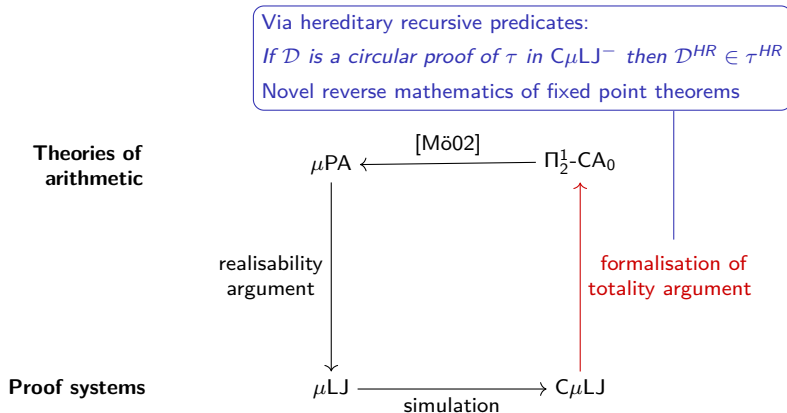 Via hereditary recursive predicates:
If 𝒟 is a circular proof of τ in CμLJ⁻ then 𝒟^{HR} ∈ τ^{HR}
Novel reverse mathematics of fixed point theorems
Theories of
arithmetic
μPA
[Mö02]
Π¹₂-CA₀
realisability
argument
formalisation of
totality argument
Proof systems
μLJ
simulation
CμLJ